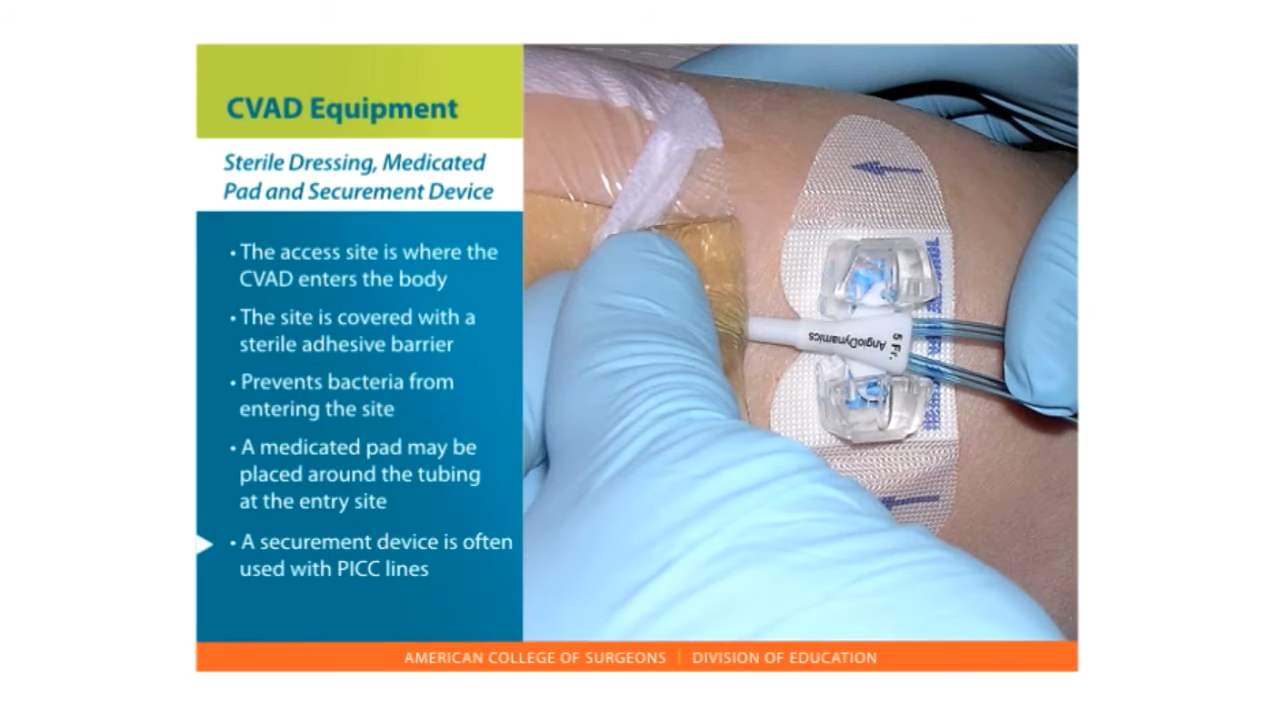 CVAD Equipment
Sterile Dressing, Medicated
Pad and Securement Device
• The access site is where the
CVAD enters the body
• The site is covered with a
sterile adhesive barrier
• Prevents bacteria from
entering the site
• A medicated pad may be
placed around the tubing
at the entry site
• A securement device is often
used with PICC lines
5 Fr.
AngioDynamics
AMERICAN COLLEGE OF SURGEONS | DIVISION OF EDUCATION